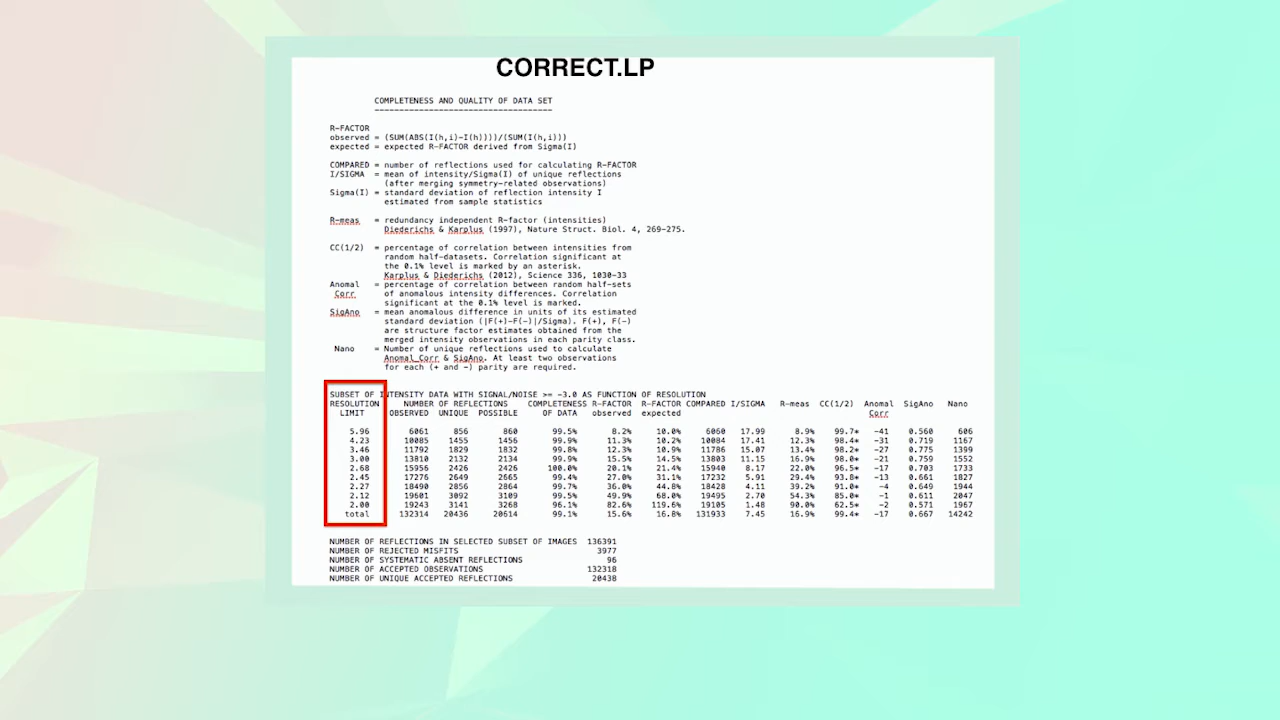 CORRECT.LP
COMPLETENESS AND QUALITY OF DATA SET
------------------------------------
R-FACTOR
observed = (SUM(ABS(I(h,i)-I(h))))/(SUM(I(h,i)))
expected = expected R-FACTOR derived from Sigma(I)
COMPARED = number of reflections used for calculating R-FACTOR
I/SIGMA = mean of intensity/Sigma(I) of unique reflections
(after merging symmetry-related observations)
Sigma(I) = standard deviation of reflection intensity I
estimated from sample statistics
R-meas = redundancy independent R-factor (intensities)
Diederichs & Karplus (1997), Nature Struct. Biol. 4, 269-275.
CC(1/2) = percentage of correlation between intensities from
random half-datasets. Correlation significant at
the 0.1% level is marked by an asterisk.
Karplus & Diederichs (2012), Science 336, 1030-33
Anomal = percentage of correlation between random half-sets
Corr of anomalous intensity differences. Correlation
significant at the 0.1% level is marked.
SigAno = mean anomalous difference in units of its estimated
standard deviation (|F(+)-F(-)|/Sigma). F(+), F(-)
are structure factor estimates obtained from the
merged intensity observations in each parity class.
Nano = Number of unique reflections used to calculate
Anomal_Corr & SigAno. At least two observations
for each (+ and -) parity are required.
SUBSET OF INTENSITY DATA WITH SIGNAL/NOISE >= -3.0 AS FUNCTION OF RESOLUTION
RESOLUTION NUMBER OF REFLECTIONS COMPLETENESS R-FACTOR R-FACTOR COMPARED I/SIGMA R-meas CC(1/2) Anomal SigAno Nano
LIMIT OBSERVED UNIQUE POSSIBLE OF DATA observed expected Corr
5.96 6061 856 860 99.5% 8.2% 10.0% 6060 17.99 8.9% 99.7* -41 0.560 606
4.23 10085 1455 1456 99.9% 11.3% 10.2% 10084 17.41 12.3% 98.4* -31 0.719 1167
3.46 11792 1829 1832 99.8% 12.3% 10.9% 11786 15.07 13.4% 98.2* -27 0.775 1399
3.00 13810 2132 2134 99.9% 15.5% 14.5% 13803 11.15 16.9% 98.0* -21 0.759 1552
2.68 15956 2426 2426 100.0% 20.1% 21.4% 15940 8.17 22.0% 96.5* -17 0.703 1733
2.45 17276 2649 2665 99.4% 27.0% 31.1% 17232 5.91 29.4% 93.8* -13 0.661 1827
2.27 18490 2856 2864 99.7% 36.0% 44.8% 18428 4.11 39.2% 91.0* -4 0.649 1944
2.12 19601 3092 3109 99.5% 49.9% 68.0% 19495 2.70 54.3% 85.0* -1 0.611 2047
2.00 19243 3141 3268 96.1% 82.6% 119.6% 19105 1.48 90.0% 62.5* -2 0.571 1967
total 132314 20436 20614 99.1% 15.6% 16.8% 131933 7.45 16.9% 99.4* -17 0.667 14242
NUMBER OF REFLECTIONS IN SELECTED SUBSET OF IMAGES 136391
NUMBER OF REJECTED MISFITS 3977
NUMBER OF SYSTEMATIC ABSENT REFLECTIONS 96
NUMBER OF ACCEPTED OBSERVATIONS 132318
NUMBER OF UNIQUE ACCEPTED REFLECTIONS 20438